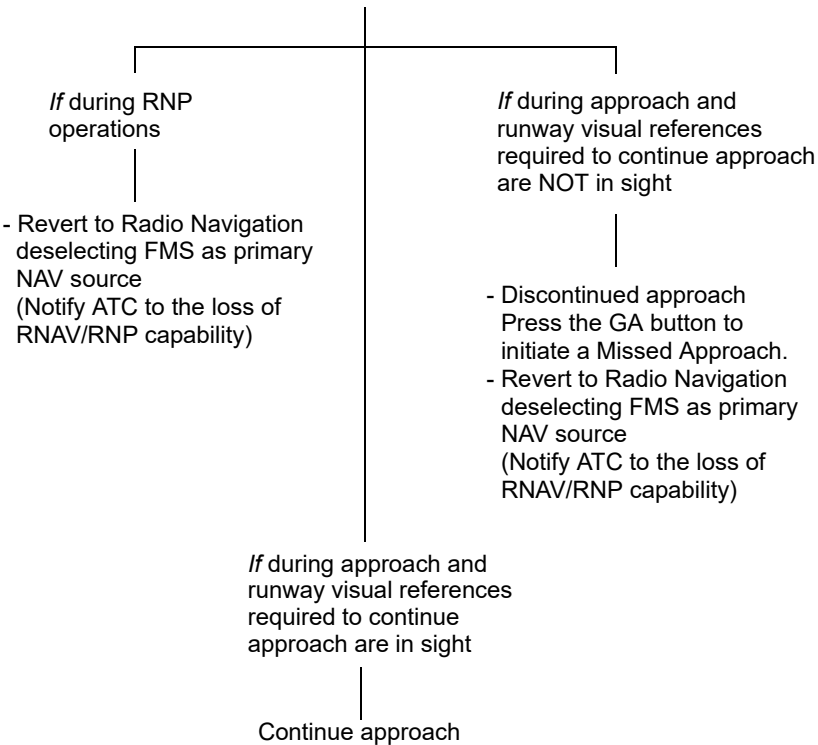 If during RNP
operations
- Revert to Radio Navigation
deselecting FMS as primary
NAV source
(Notify ATC to the loss of
RNAV/RNP capability)
If during approach and
runway visual references
required to continue approach
are NOT in sight
- Discontinued approach
Press the GA button to
initiate a Missed Approach.
- Revert to Radio Navigation
deselecting FMS as primary
NAV source
(Notify ATC to the loss of
RNAV/RNP capability)
If during approach and
runway visual references
required to continue
approach are in sight
Continue approach